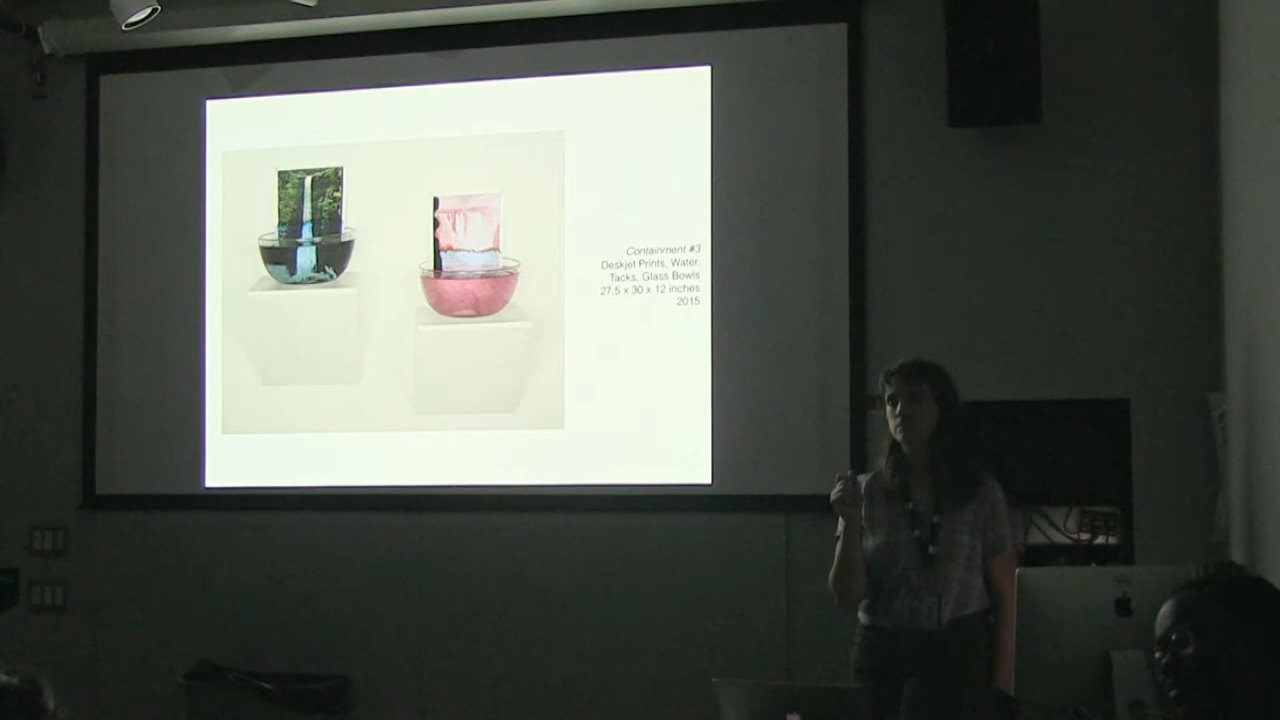 Containment #3
Deskjet Prints, Water,
Tacks, Glass Bowls
27.5 x 30 x 12 inches
2015